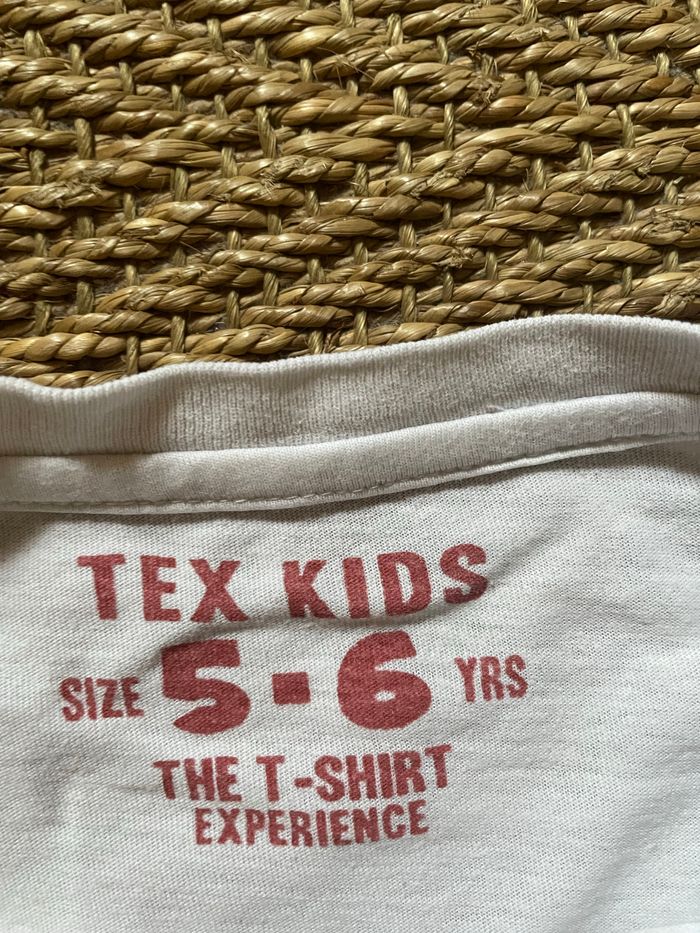 TEX KIDS
SIZE 5-6 YRS
THE T-SHIRT
EXPERIENCE